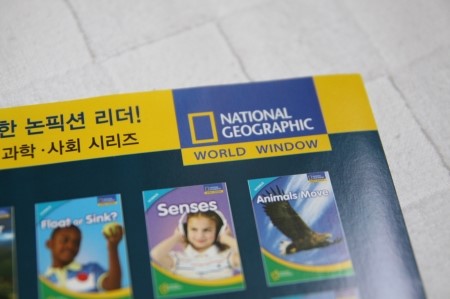 한 논픽션 리더!
과학·사회 시리즈
NATIONAL
GEOGRAPHIC
WORLD WINDOW
Float or Sink?
Senses
Animals Move